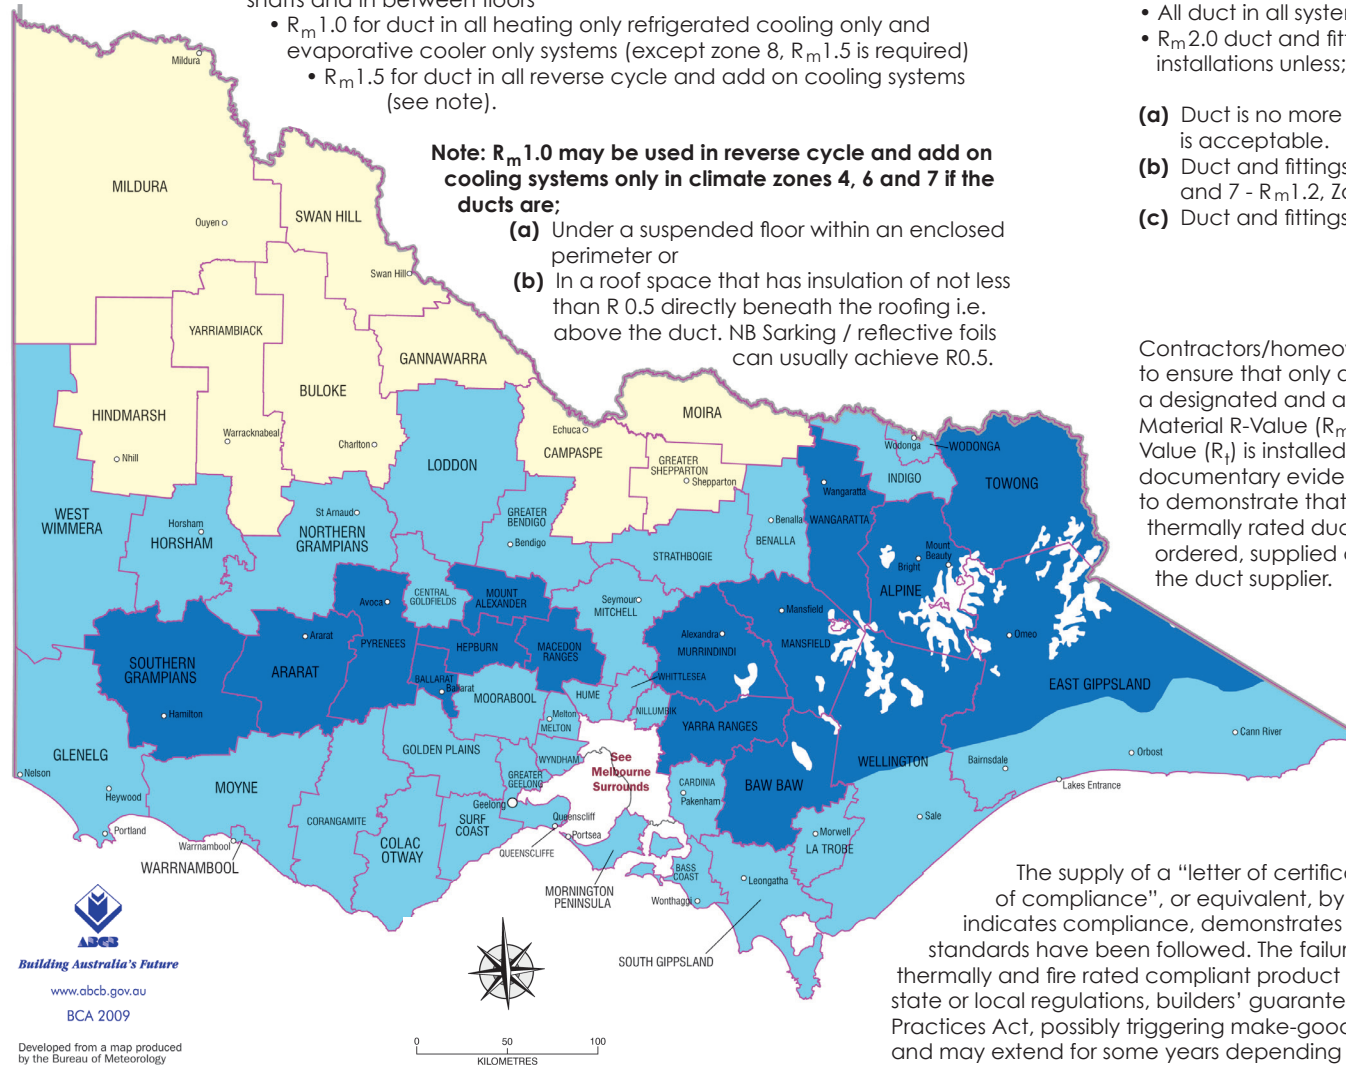 shafts and in between floors
• Rm1.0 for duct in all heating only refrigerated cooling only and
evaporative cooler only systems (except zone 8, Rm1.5 is required)
• Rm1.5 for duct in all reverse cycle and add on cooling systems
(see note).
Note: Rm1.0 may be used in reverse cycle and add on
cooling systems only in climate zones 4, 6 and 7 if the
ducts are;
(a) Under a suspended floor within an enclosed
perimeter or
(b) In a roof space that has insulation of not less
than R 0.5 directly beneath the roofing i.e.
above the duct. NB Sarking / reflective foils
can usually achieve R0.5.
• All duct in all system
• Rm2.0 duct and fit
installations unless;
(a) Duct is no more
is acceptable.
(b) Duct and fittings
and 7 - Rm1.2, Zo
(c) Duct and fittings
Contractors/homeow
to ensure that only
a designated and a
Material R-Value (Rm
Value (Rt) is installed
documentary evide
to demonstrate that
thermally rated duc
ordered, supplied
the duct supplier.
Mildura
MILDURA
Ouyen
SWAN HILL
Swan Hill
YARRIAMBIACK
GANNAWARRA
BULOKE
HINDMARSH
Warracknabeal
Charlton
Nhill
MOIRA
Echuca
CAMPASPE
GREATER
SHEPPARTON
Shepparton
LODDON
Wodonga
WODONGA
INDIGO
TOWONG
Wangaratta
WANGARATTA
WEST
WIMMERA
Horsham
HORSHAM
St Arnaud
NORTHERN
GRAMPIANS
GREATER
BENDIGO
Bendigo
Benalla
BENALLA
STRATHBOGIE
Mount
Beauty
Bright
ALPINE
Avoca
CENTRAL
GOLDFIELDS
MOUNT
ALEXANDER
Seymour
MITCHELL
Mansfield
MANSFIELD
Alexandra
MURRINDINDI
Omeo
Ararat
ARARAT
PYRENEES
HEPBURN
MACEDON
RANGES
SOUTHERN
GRAMPIANS
Hamilton
BALLARAT
Ballarat
MOORABOOL
HUME
WHITTLESEA
NILLUMBIK
EAST GIPPSLAND
Melton
MELTON
YARRA RANGES
GLENELG
Nelson
Heywood
Portland
MOYNE
GOLDEN PLAINS
WYNDHAM
GREATER
GEELONG
Geelong
See
Melbourne
Surrounds
CARDINIA
Pakenham
BAW BAW
WELLINGTON
Bairnsdale
Cann River
Orbost
Lakes Entrance
Sale
CORANGAMITE
COLAC
OTWAY
SURF
COAST
Queenscliff
QUEENSCLIFFE
Portsea
Warrnambool
WARRNAMBOOL
Morwell
LA TROBE
BASS
COAST
Leongatha
Wonthaggi
MORNINGTON
PENINSULA
SOUTH GIPPSLAND
ABCB
Building Australia's Future
www.abcb.gov.au
BCA 2009
Developed from a map produced
by the Bureau of Meteorology
0 50 100
KILOMETRES
The supply of a “letter of certific
of compliance”, or equivalent, by
indicates compliance, demonstrates
standards have been followed. The failur
thermally and fire rated compliant product
state or local regulations, builders’ guarante
Practices Act, possibly triggering make-good
and may extend for some years depending